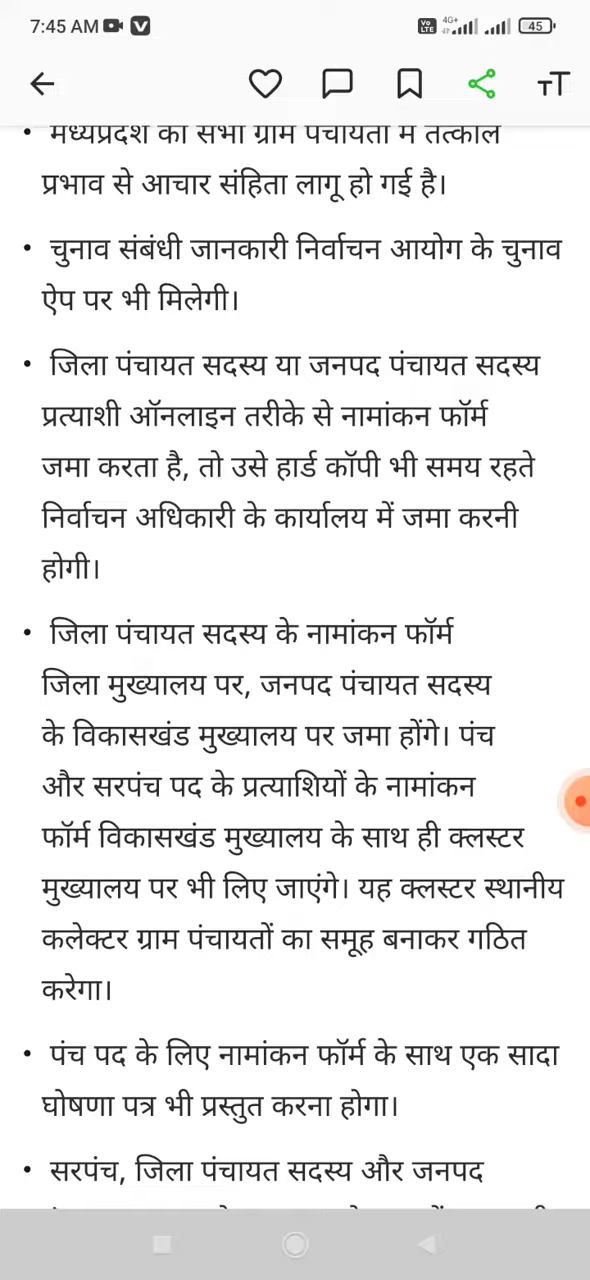 7:45 AM
Vo LTE 4G+ 45
TT
• मध्यप्रदेश की सभी ग्राम पंचायतों में तत्काल
प्रभाव से आचार संहिता लागू हो गई है।
• चुनाव संबंधी जानकारी निर्वाचन आयोग के चुनाव
ऐप पर भी मिलेगी।
• जिला पंचायत सदस्य या जनपद पंचायत सदस्य
प्रत्याशी ऑनलाइन तरीके से नामांकन फॉर्म
जमा करता है, तो उसे हार्ड कॉपी भी समय रहते
निर्वाचन अधिकारी के कार्यालय में जमा करनी
होगी।
• जिला पंचायत सदस्य के नामांकन फॉर्म
जिला मुख्यालय पर, जनपद पंचायत सदस्य
के विकासखंड मुख्यालय पर जमा होंगे। पंच
और सरपंच पद के प्रत्याशियों के नामांकन
फॉर्म विकासखंड मुख्यालय के साथ ही क्लस्टर
मुख्यालय पर भी लिए जाएंगे। यह क्लस्टर स्थानीय
कलेक्टर ग्राम पंचायतों का समूह बनाकर गठित
करेगा।
• पंच पद के लिए नामांकन फॉर्म के साथ एक सादा
घोषणा पत्र भी प्रस्तुत करना होगा।
• सरपंच, जिला पंचायत सदस्य और जनपद